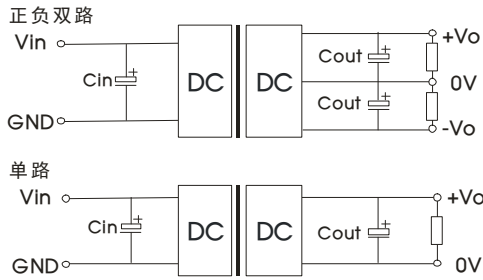 正负双路
Vin
+Vo
Cout
Cin
DC DC
0V
Cout
GND
-Vo
单路
Vin
+Vo
Cin
DC DC
Cout
GND
0V